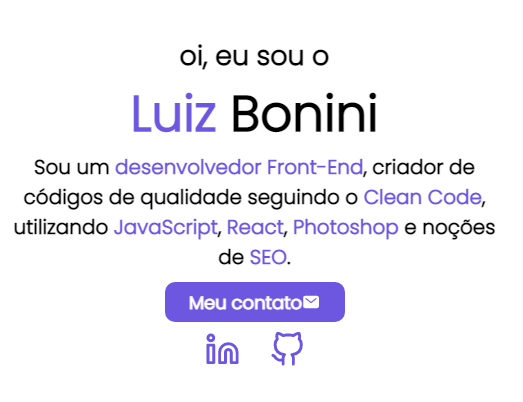 oi, eu sou o
Luiz Bonini
Sou um desenvolvedor Front-End, criador de
códigos de qualidade seguindo o Clean Code,
utilizando JavaScript, React, Photoshop e noções
de SEO.
Meu contato
in